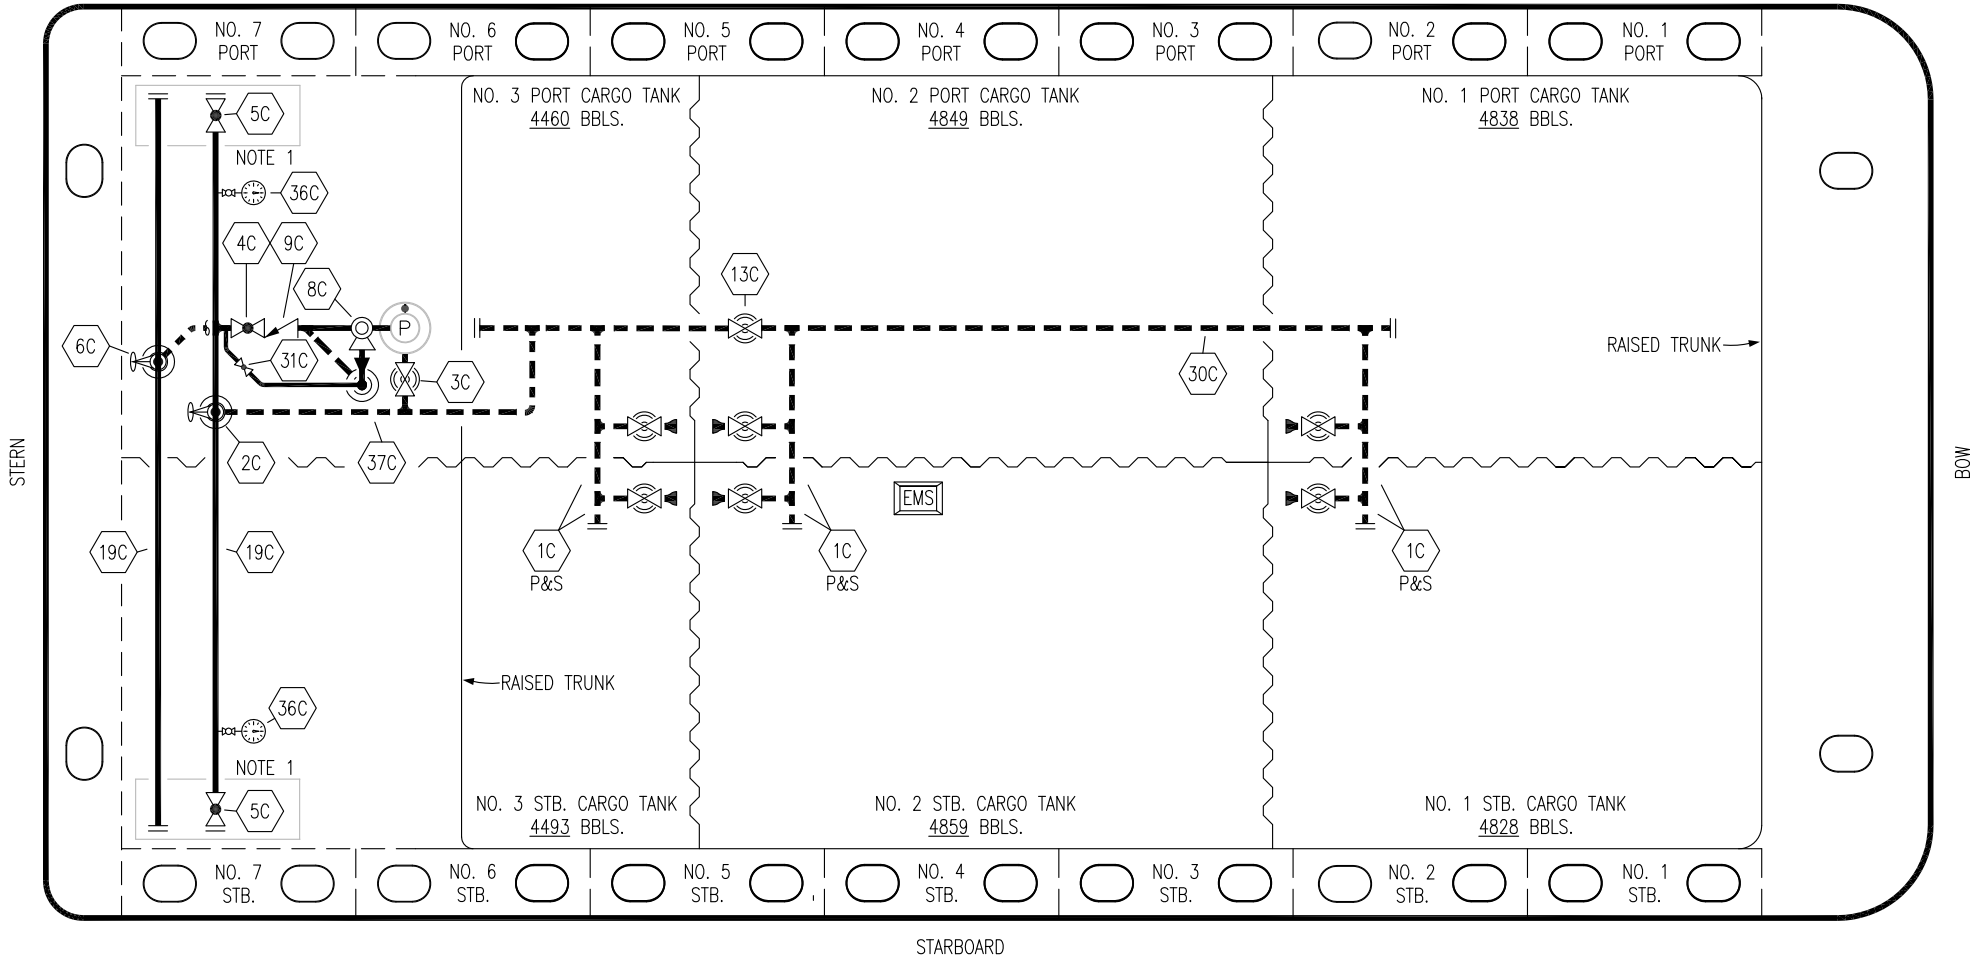 NO. 7
PORT
NO. 6
PORT
NO. 5
PORT
NO. 4
PORT
NO. 3
PORT
NO. 2
PORT
NO. 1
PORT
NO. 3 PORT CARGO TANK
4460 BBLS.
NO. 2 PORT CARGO TANK
4849 BBLS.
NO. 1 PORT CARGO TANK
4838 BBLS.
5C
NOTE 1
36C
4C
9C
8C
13C
P
6C
31C
3C
30C
RAISED TRUNK
2C
37C
STERN
BOW
EMS
19C
19C
1C
P&S
1C
P&S
1C
P&S
RAISED TRUNK
36C
NOTE 1
5C
NO. 3 STB. CARGO TANK
4493 BBLS.
NO. 2 STB. CARGO TANK
4859 BBLS.
NO. 1 STB. CARGO TANK
4828 BBLS.
NO. 7
STB.
NO. 6
STB.
NO. 5
STB.
NO. 4
STB.
NO. 3
STB.
NO. 2
STB.
NO. 1
STB.
STARBOARD